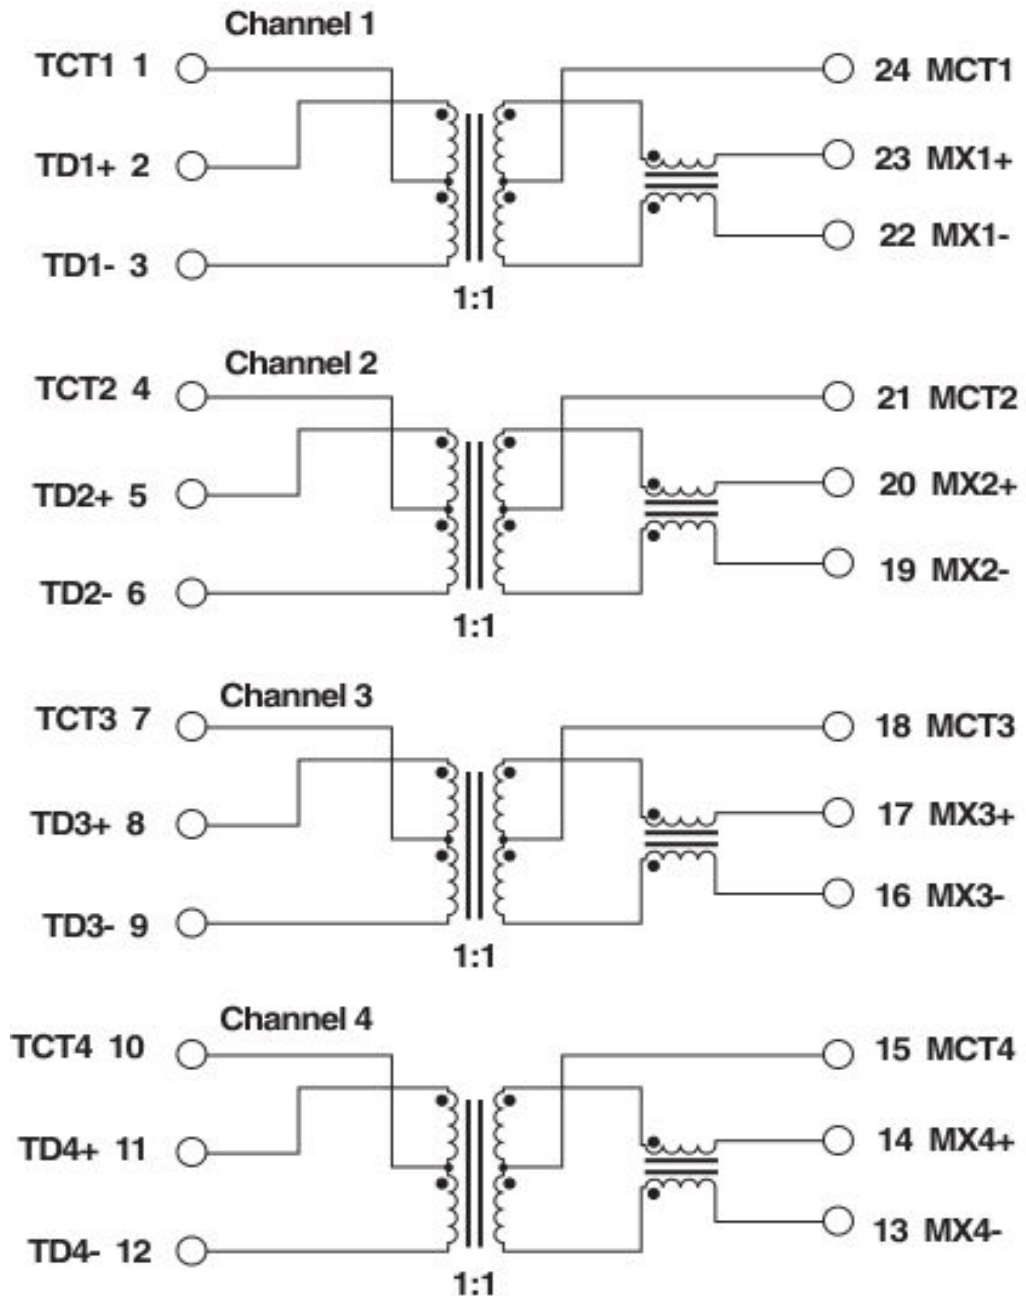 Channel 1
TCT1 1
24 MCT1
TD1+ 2
23 MX1+
TD1- 3
22 MX1-
1:1
Channel 2
TCT2 4
21 MCT2
TD2+ 5
20 MX2+
TD2- 6
19 MX2-
1:1
Channel 3
TCT3 7
18 MCT3
TD3+ 8
17 MX3+
TD3- 9
16 MX3-
1:1
Channel 4
TCT4 10
15 MCT4
TD4+ 11
14 MX4+
TD4- 12
13 MX4-
1:1